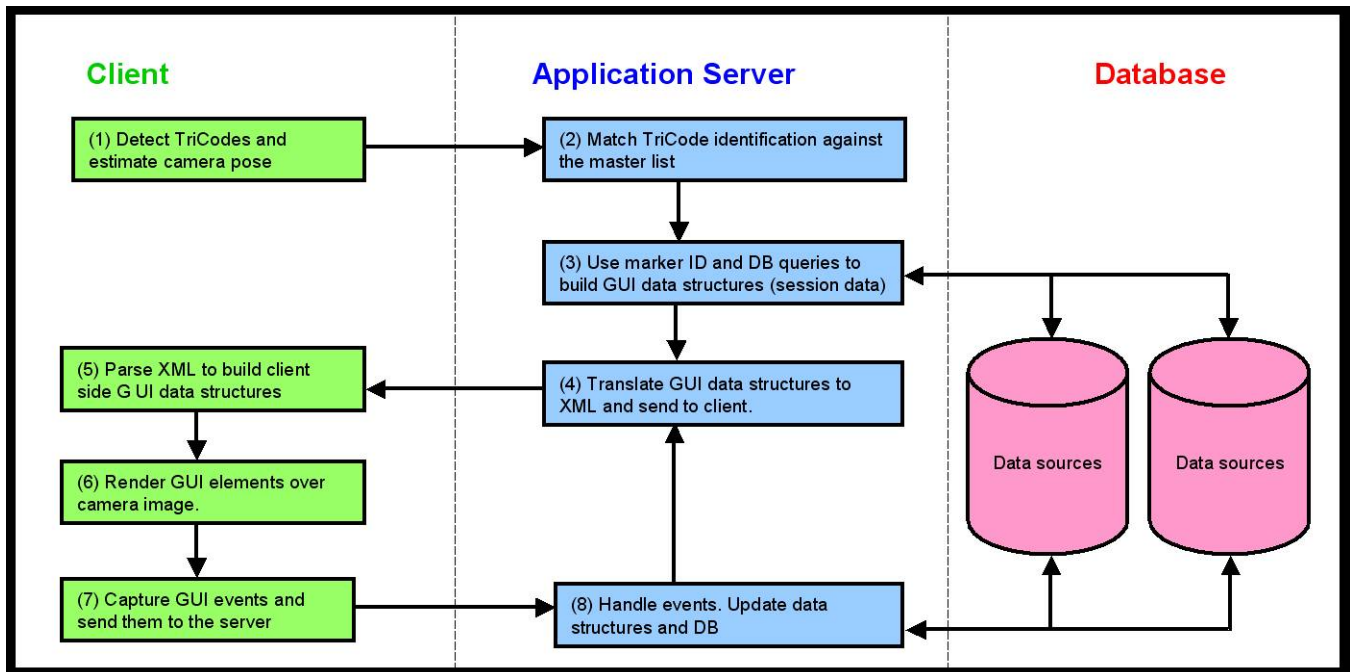 Client
Application Server
Database
(1) Detect TriCodes and
estimate camera pose
(2) Match TriCode identification against
the master list
(3) Use marker ID and DB queries to
build GUI data structures (session data)
(5) Parse XML to build client
side G UI data structures
(4) Translate GUI data structures to
XML and send to client.
(6) Render GUI elements over
camera image.
Data sources
Data sources
(7) Capture GUI events and
send them to the server
(8) Handle events. Update data
structures and DB